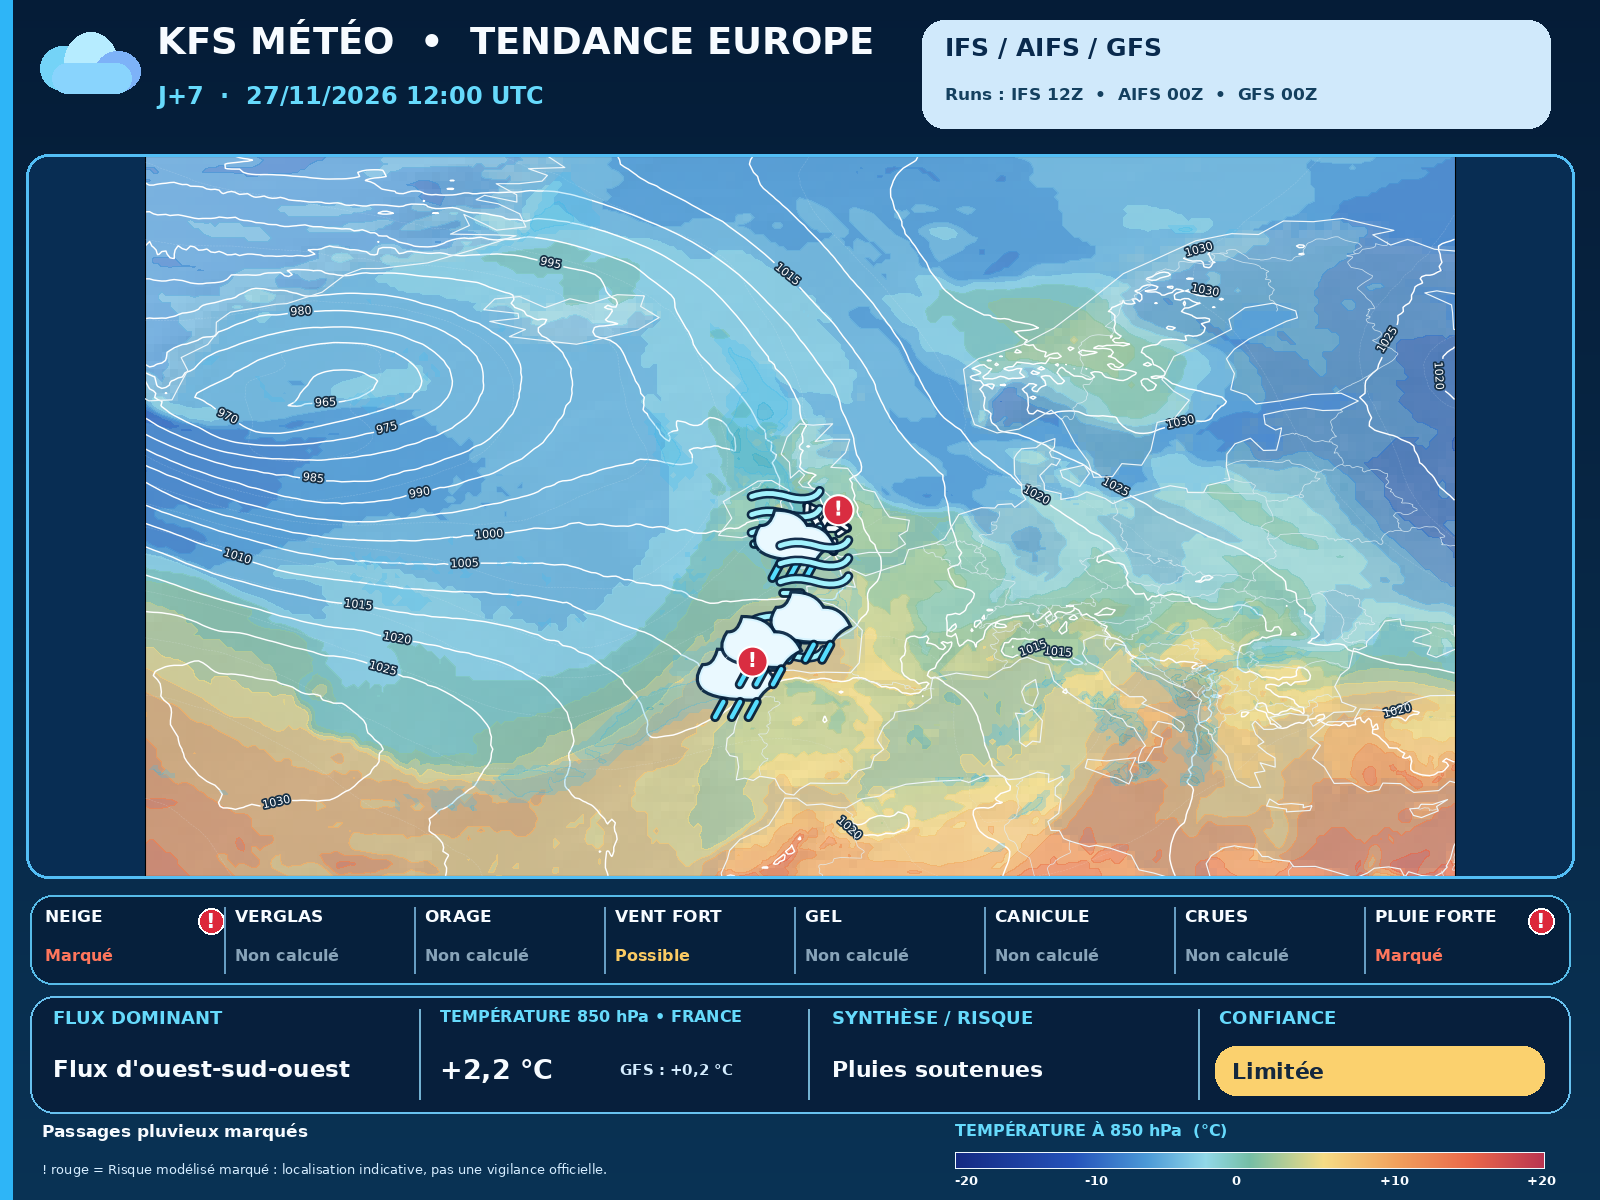 KFS MÉTÉO • TENDANCE EUROPE
J+7 · 27/11/2026 12:00 UTC
IFS / AIFS / GFS
Runs : IFS 12Z • AIFS 00Z • GFS 00Z
1030
995
1015
1030
980
1025
1020
965
970
975
1030
985
990
1020
1025
1000
1010
1005
1015
1020
1015
1015
1025
1020
1030
1020
!
!
NEIGE
!
VERGLAS
ORAGE
VENT FORT
GEL
CANICULE
CRUES
PLUIE FORTE
!
Marqué
Non calculé
Non calculé
Possible
Non calculé
Non calculé
Non calculé
Marqué
FLUX DOMINANT
TEMPÉRATURE 850 hPa • FRANCE
SYNTHÈSE / RISQUE
CONFIANCE
Flux d'ouest-sud-ouest
+2,2 °C
GFS : +0,2 °C
Pluies soutenues
Limitée
Passages pluvieux marqués
TEMPÉRATURE À 850 hPa (°C)
! rouge = Risque modélisé marqué : localisation indicative, pas une vigilance officielle.
-20
-10
0
+10
+20